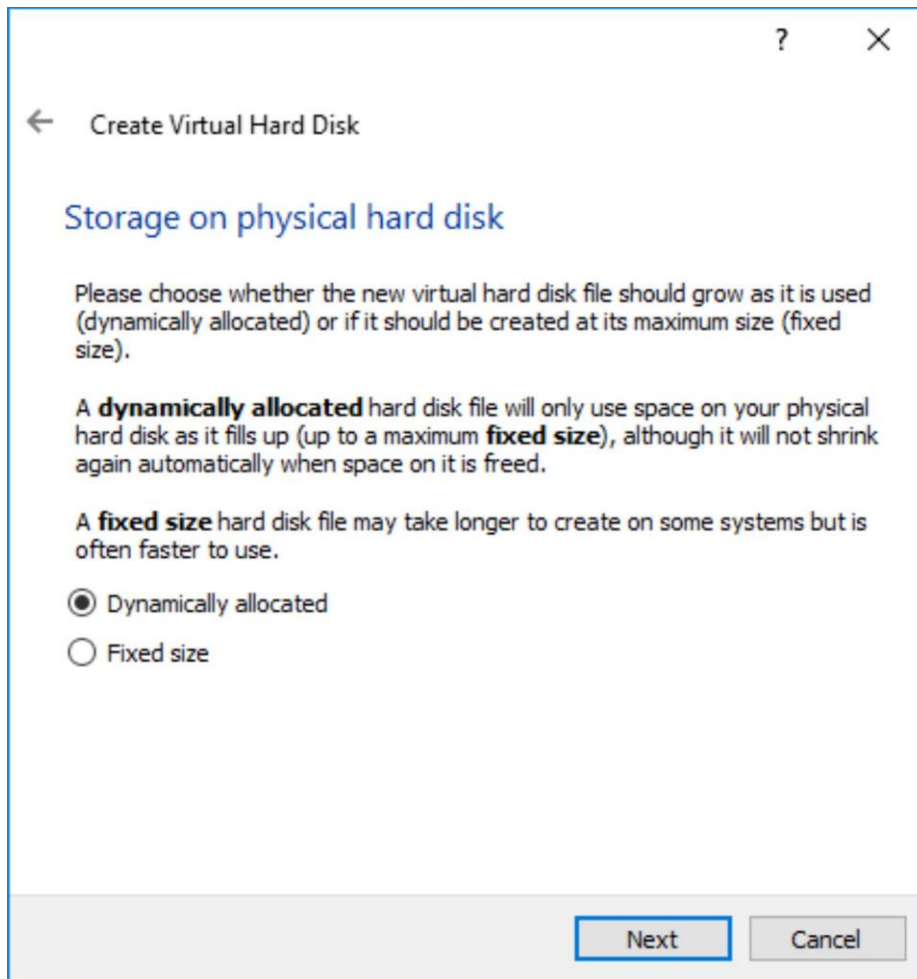 ?
Create Virtual Hard Disk
Storage on physical hard disk
Please choose whether the new virtual hard disk file should grow as it is used
(dynamically allocated) or if it should be created at its maximum size (fixed
size).
A dynamically allocated hard disk file will only use space on your physical
hard disk as it fills up (up to a maximum fixed size), although it will not shrink
again automatically when space on it is freed.
A fixed size hard disk file may take longer to create on some systems but is
often faster to use.
Dynamically allocated
Fixed size
Next Cancel